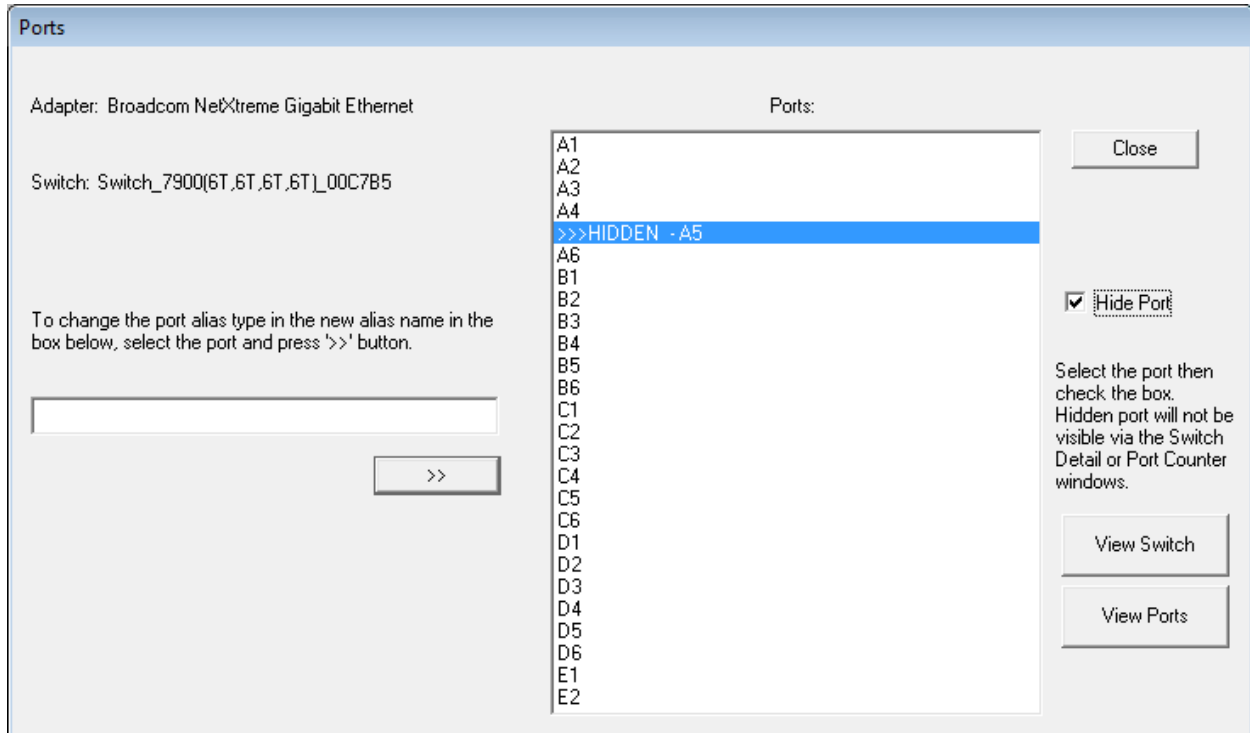 Ports
Adapter: Broadcom NetXtreme Gigabit Ethernet
Switch: Switch_7900(6T,6T,6T,6T)_00C7B5
To change the port alias type in the new alias name in the
box below, select the port and press '>>' button.
>>
Ports:
A1
A2
A3
A4
>>>HIDDEN - A5
A6
B1
B2
B3
B4
B5
B6
C1
C2
C3
C4
C5
C6
D1
D2
D3
D4
D5
D6
E1
E2
Close
Hide Port
Select the port then
check the box.
Hidden port will not be
visible via the Switch
Detail or Port Counter
windows.
View Switch
View Ports